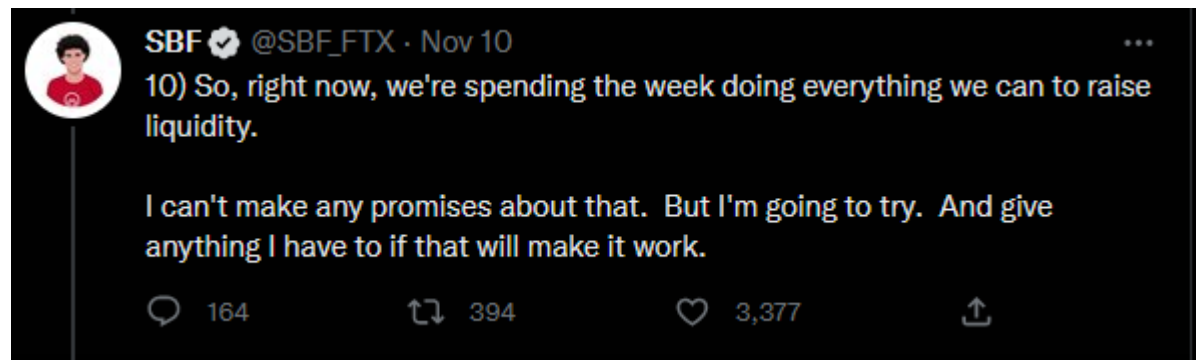 SBF @SBF_FTX · Nov 10
10) So, right now, we're spending the week doing everything we can to raise
liquidity.
I can't make any promises about that.  But I'm going to try.  And give
anything I have to if that will make it work.
164 394 3,377